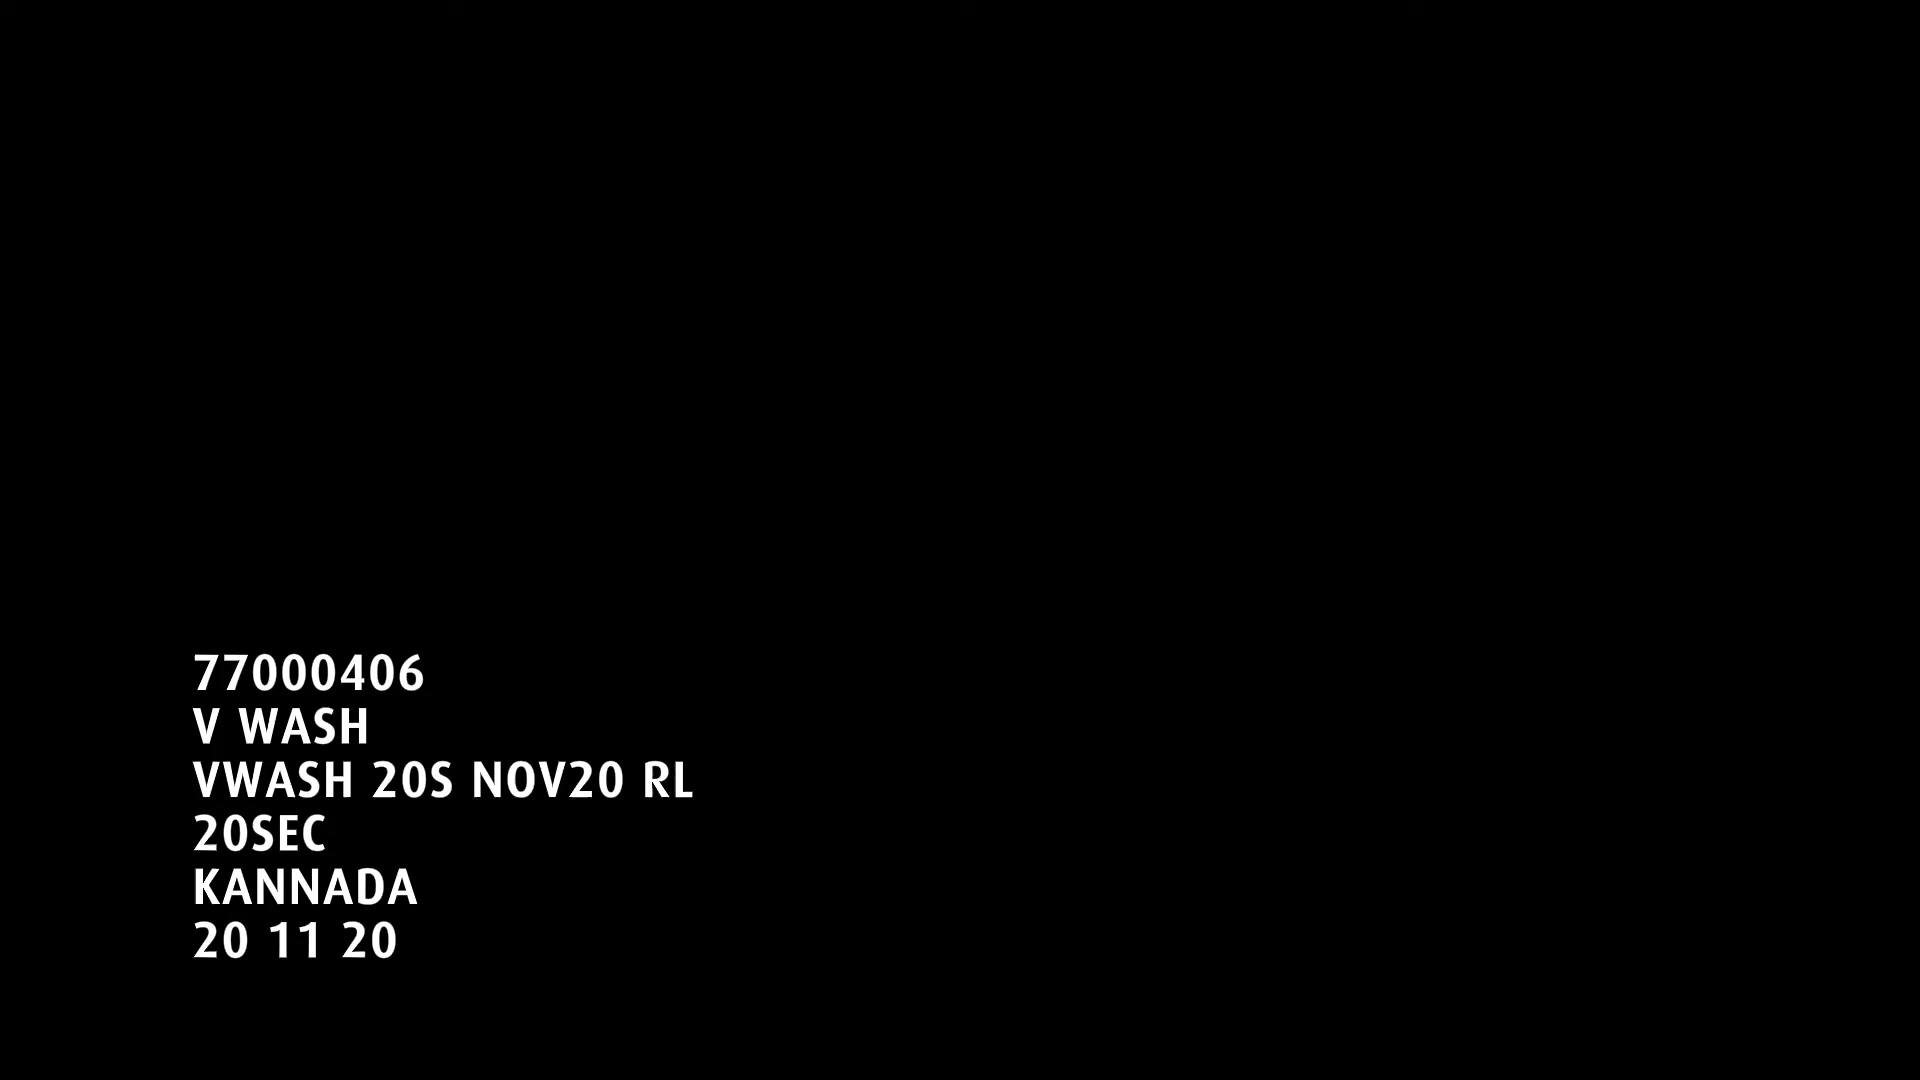 77000406
V WASH
VWASH 20S NOV20 RL
20SEC
KANNADA
20 11 20